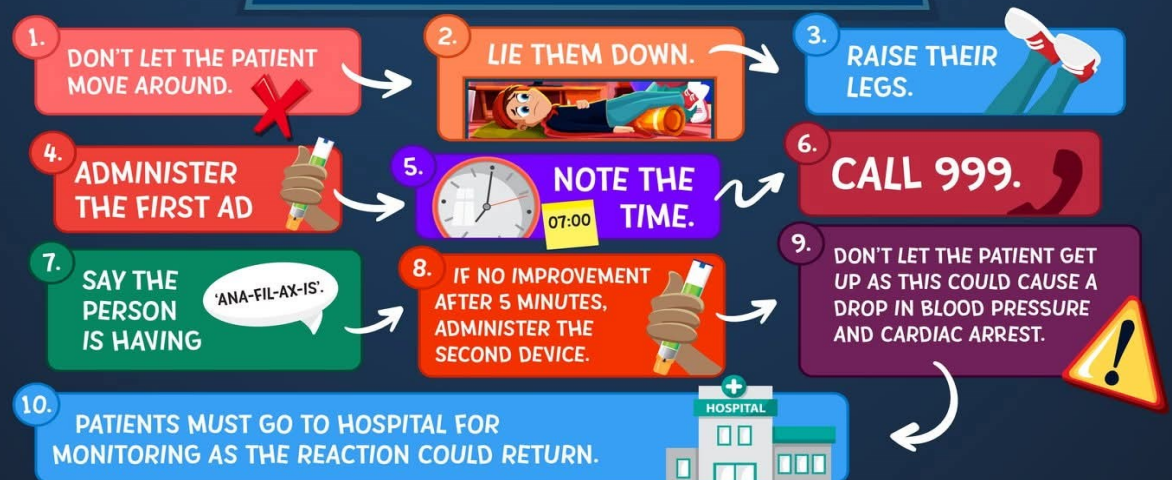 1.
DON'T LET THE PATIENT
MOVE AROUND.
2.
LIE THEM DOWN.
3.
RAISE THEIR
LEGS.
4.
ADMINISTER
THE FIRST AD
5.
NOTE THE
TIME.
07:00
6.
CALL 999.
7.
SAY THE
PERSON
IS HAVING
'ANA-FIL-AX-IS'.
8.
IF NO IMPROVEMENT
AFTER 5 MINUTES,
ADMINISTER THE
SECOND DEVICE.
9.
DON'T LET THE PATIENT GET
UP AS THIS COULD CAUSE A
DROP IN BLOOD PRESSURE
AND CARDIAC ARREST.
10.
PATIENTS MUST GO TO HOSPITAL FOR
MONITORING AS THE REACTION COULD RETURN.
HOSPITAL